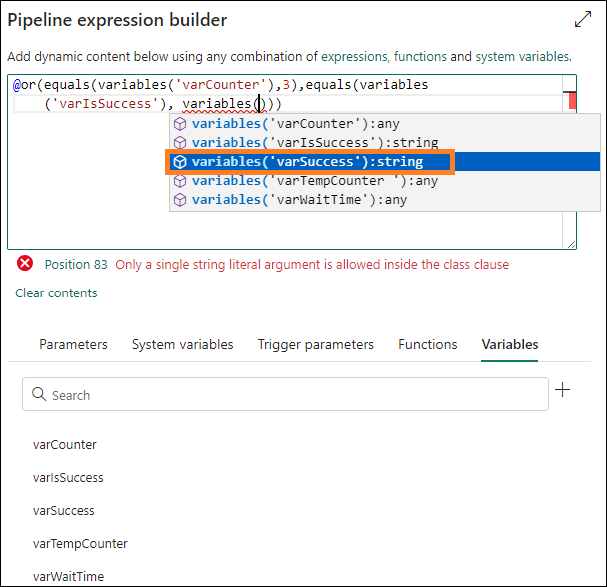 Pipeline expression builder
Add dynamic content below using any combination of expressions, functions and system variables.
@or(equals(variables('varCounter'),3),equals(variables
('varIsSuccess'), variables()))
variables('varCounter'):any
variables('varIsSuccess'):string
variables('varSuccess'):string
variables('varTempCounter '):any
variables('varWaitTime'):any
Position 83 Only a single string literal argument is allowed inside the class clause
Clear contents
Parameters System variables Trigger parameters Functions Variables
Search
varCounter
varIsSuccess
varSuccess
varTempCounter
varWaitTime